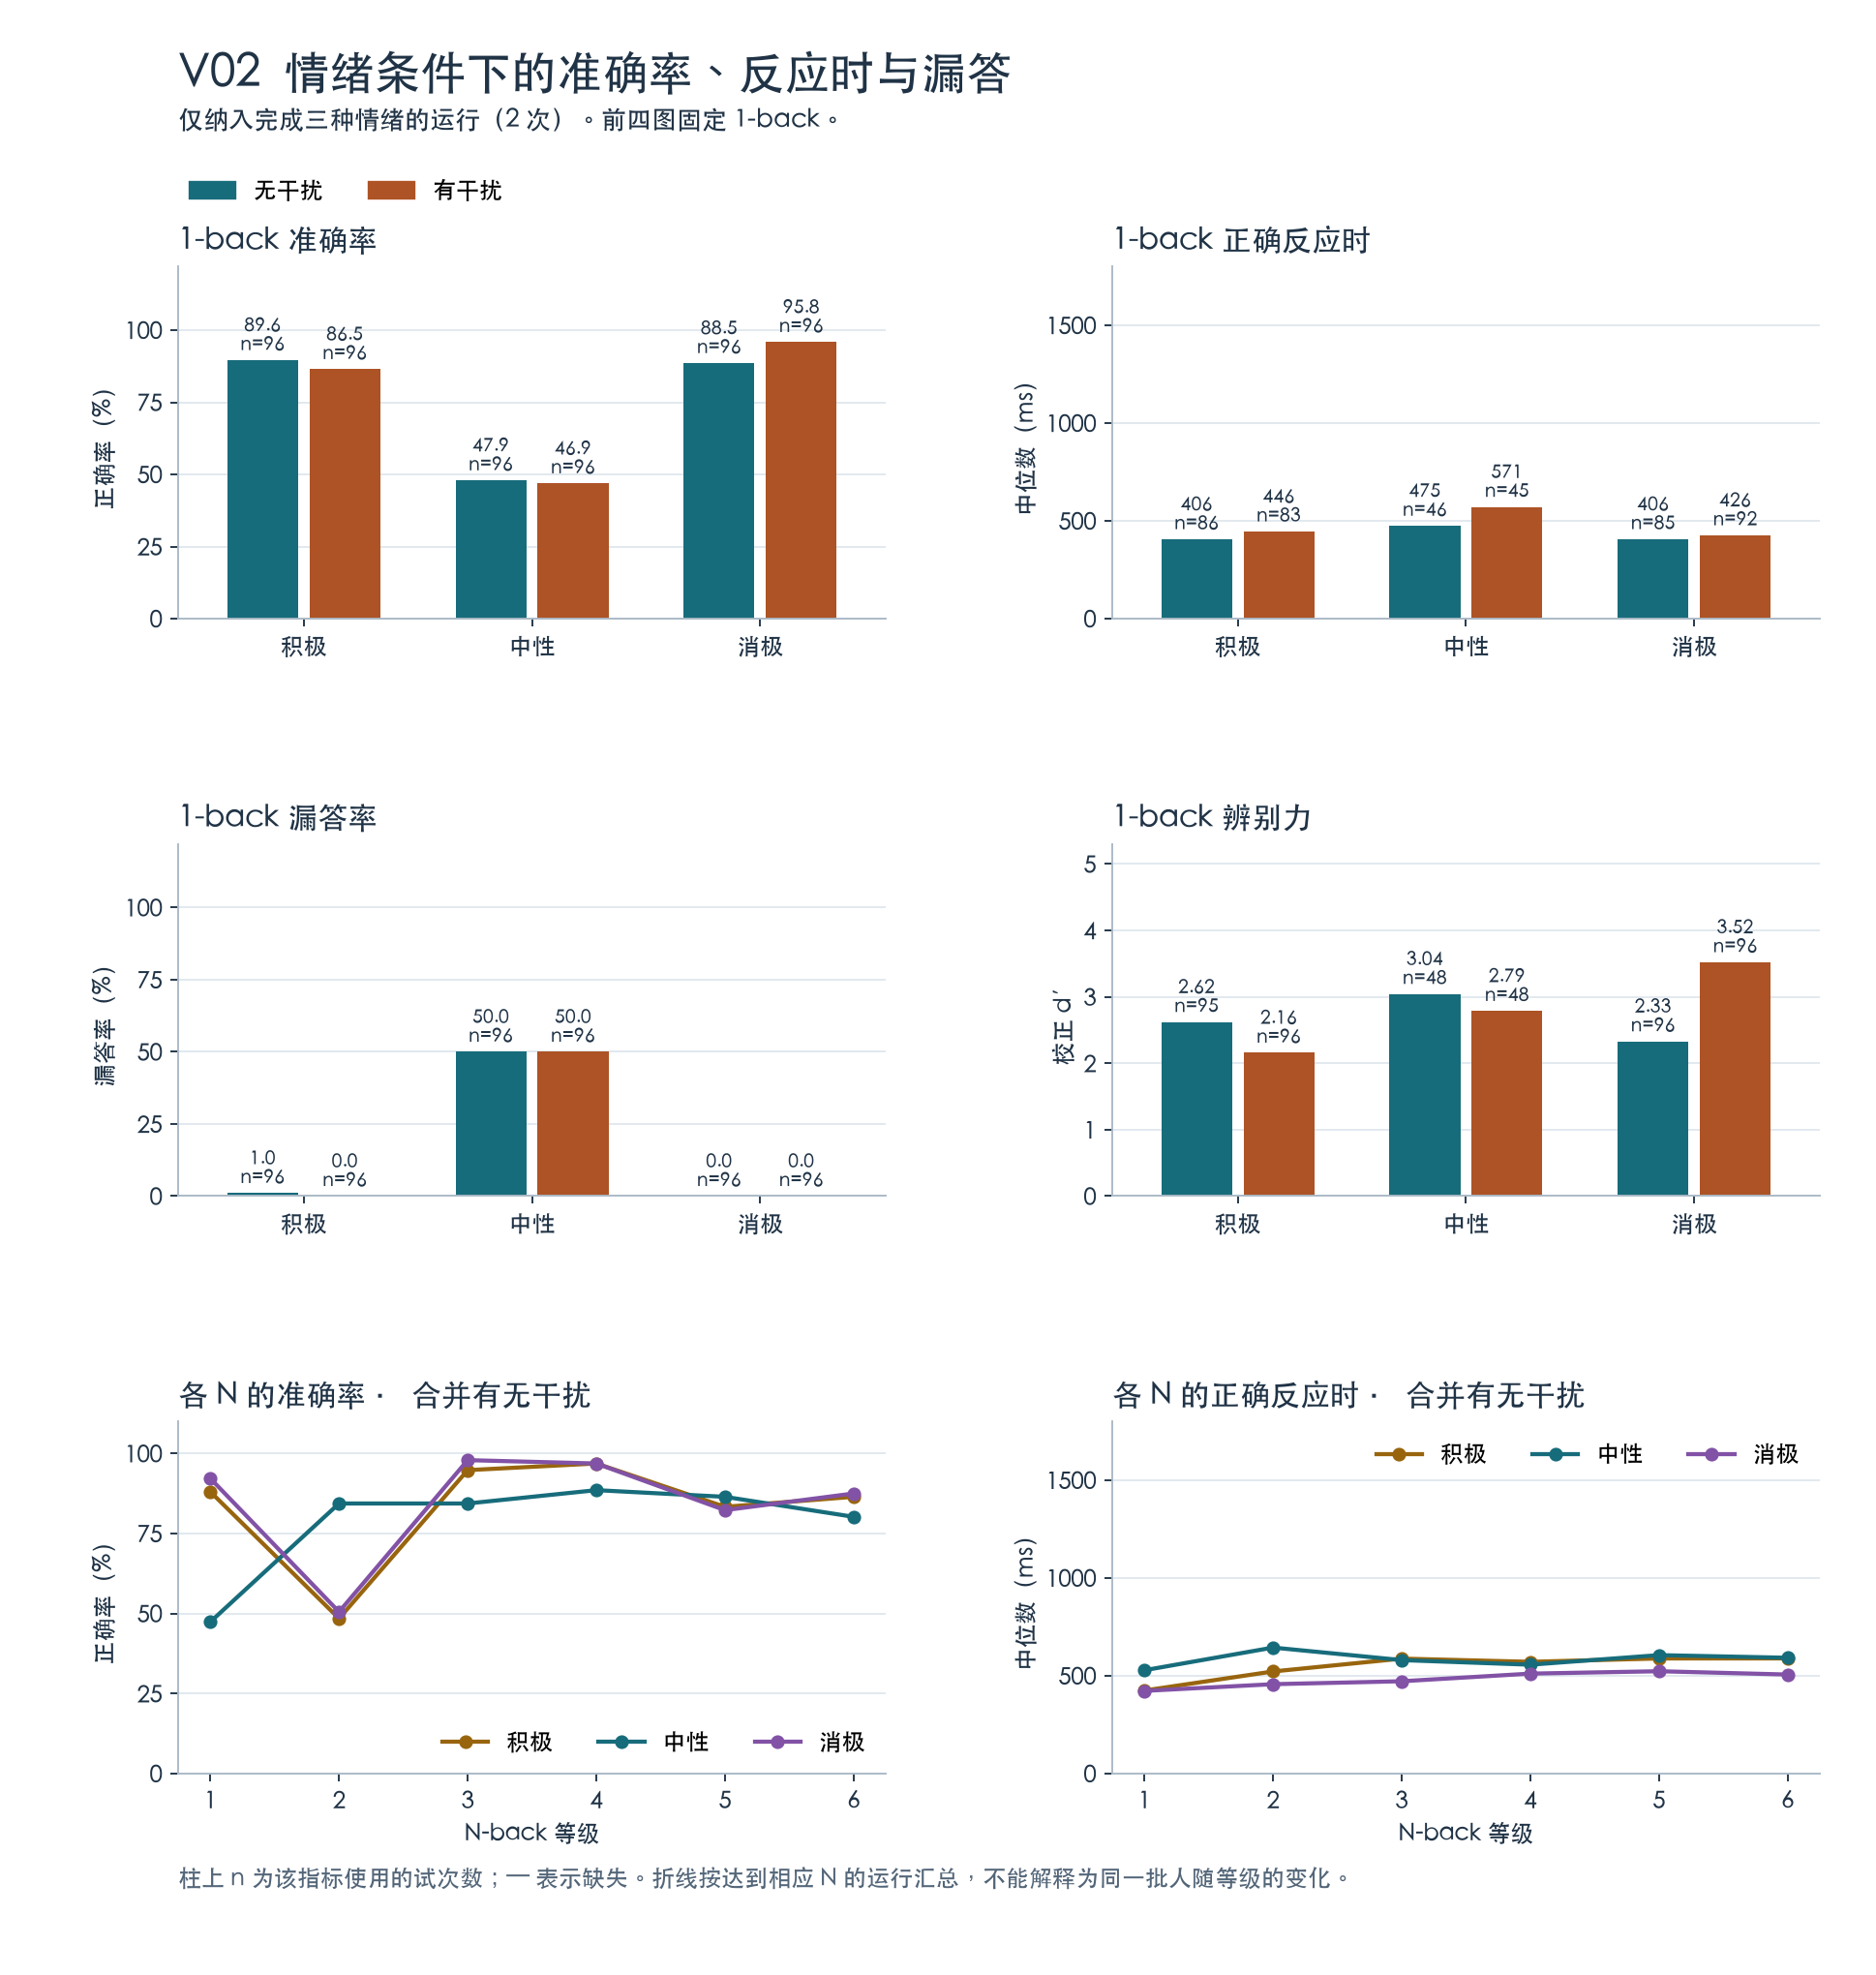 V02 情绪条件下的准确率、反应时与漏答
仅纳入完成三种情绪的运行（2 次）。前四图固定 1-back。
无干扰 有干扰
1-back 准确率
正确率（%）
100
75
50
25
0
89.6
n=96
86.5
n=96
47.9
n=96
46.9
n=96
88.5
n=96
95.8
n=96
积极 中性 消极
1-back 正确反应时
中位数（ms）
1500
1000
500
0
406
n=86
446
n=83
475
n=46
571
n=45
406
n=85
426
n=92
积极 中性 消极
1-back 漏答率
漏答率（%）
100
75
50
25
0
1.0
n=96
0.0
n=96
50.0
n=96
50.0
n=96
0.0
n=96
0.0
n=96
积极 中性 消极
1-back 辨别力
校正 d′
5
4
3
2
1
0
2.62
n=95
2.16
n=96
3.04
n=48
2.79
n=48
2.33
n=96
3.52
n=96
积极 中性 消极
各 N 的准确率 · 合并有无干扰
正确率（%）
100
75
50
25
0
积极 中性 消极
1 2 3 4 5 6
N-back 等级
各 N 的正确反应时 · 合并有无干扰
中位数（ms）
积极 中性 消极
1500
1000
500
0
1 2 3 4 5 6
N-back 等级
柱上 n 为该指标使用的试次数；— 表示缺失。折线按达到相应 N 的运行汇总，不能解释为同一批人随等级的变化。